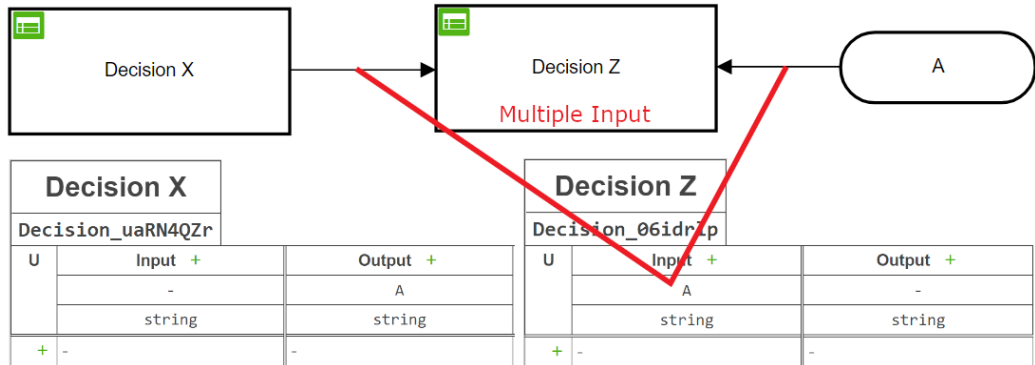 Decision X
Decision Z
A
Multiple Input
Decision X
Decision_uaRN4QZr
U Input + Output +
- A
string string
+ - -
Decision Z
Decision_06idrlp
U Input + Output +
A -
string string
+ - -